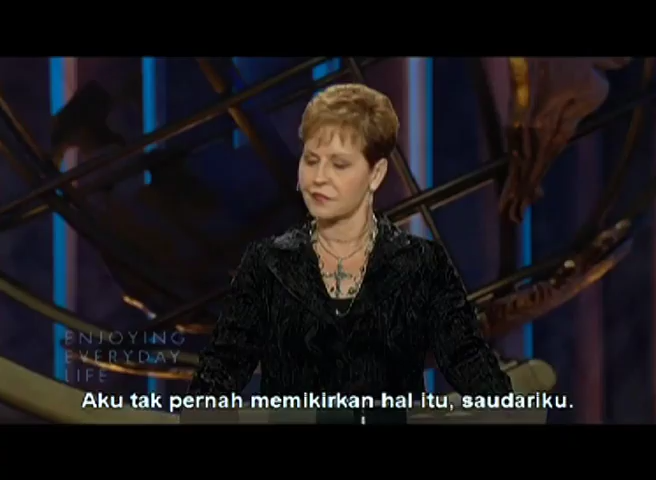 ENJOYING
EVERYDAY
LIFE
Aku tak pernah memikirkan hal itu, saudariku.